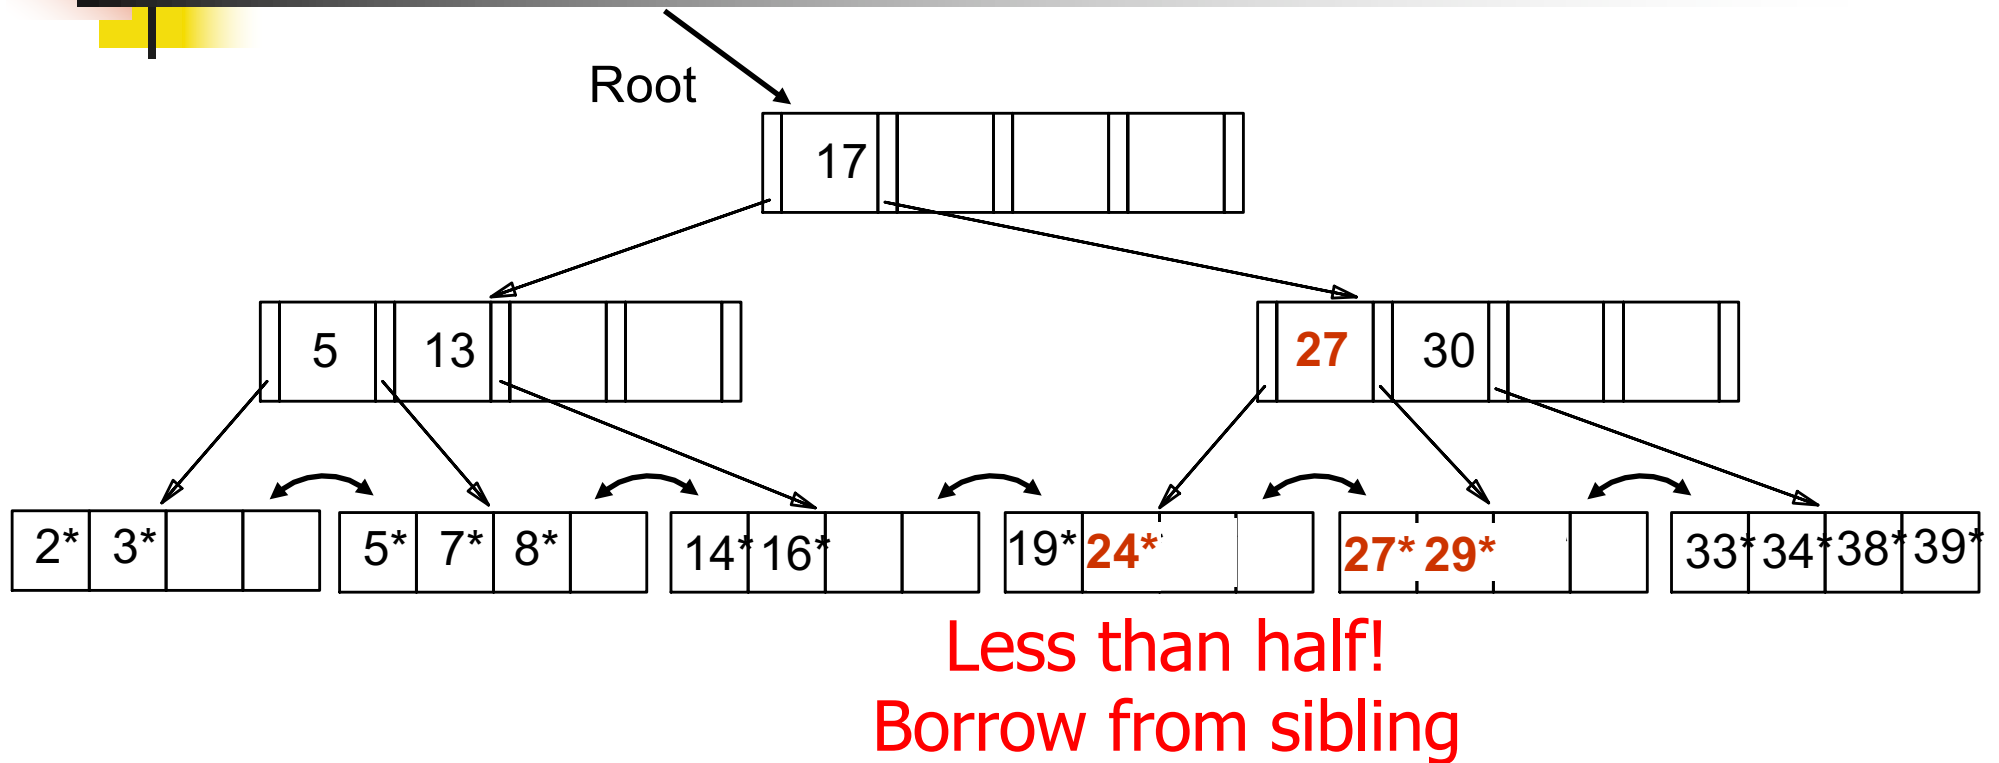 Root
17
5 13
27 30
2* 3*
5* 7* 8*
14* 16*
19* 24*
27* 29*
33* 34* 38* 39*
Less than half!
Borrow from sibling